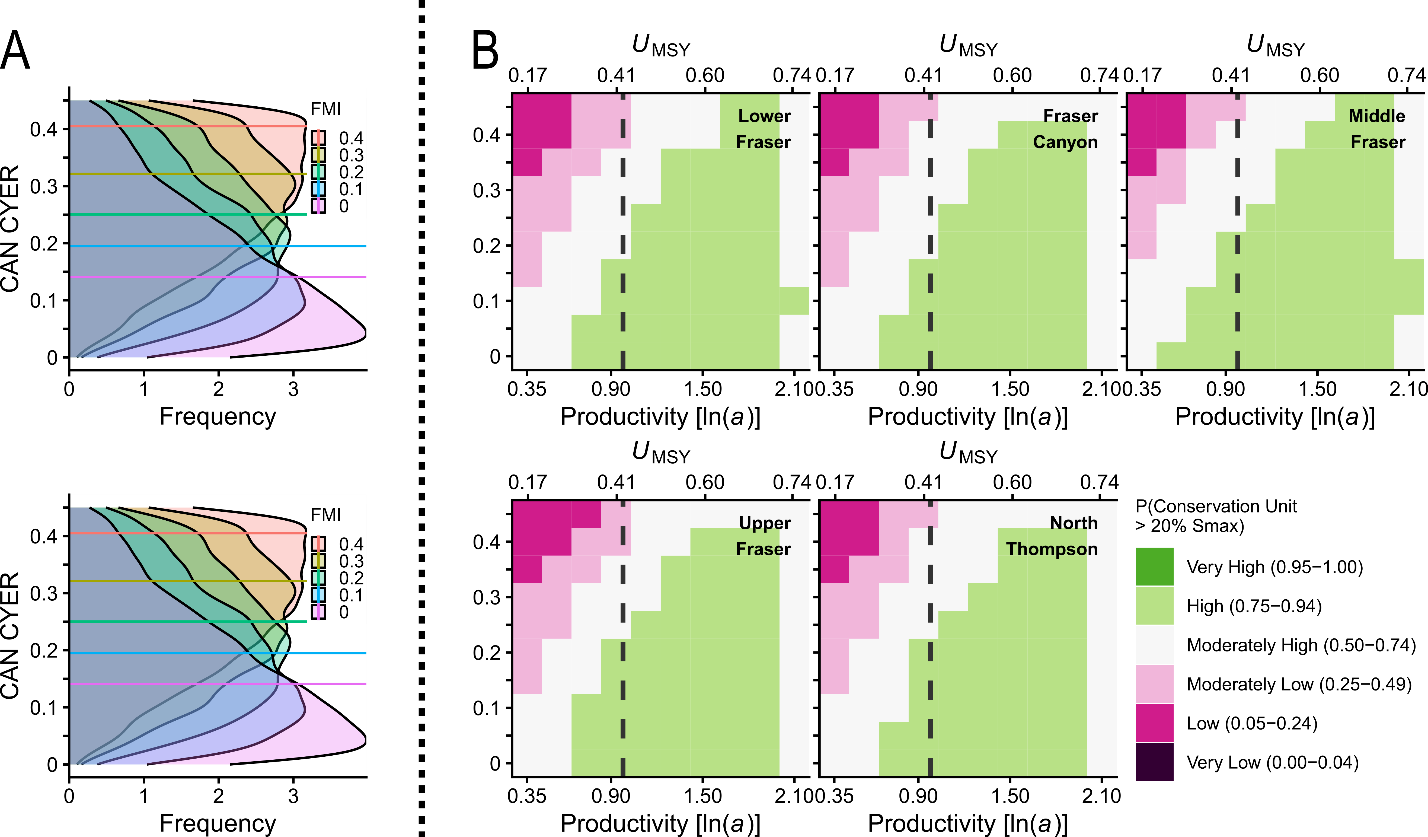 A
FMI
0.4
0.3
0.2
0.1
0
CAN CYER
0.4
0.3
0.2
0.1
0
0 1 2 3
Frequency
FMI
0.4
0.3
0.2
0.1
0
CAN CYER
0.4
0.3
0.2
0.1
0
0 1 2 3
Frequency
B
UMSY UMSY UMSY
0.17 0.41 0.60 0.74 0.17 0.41 0.60 0.74 0.17 0.41 0.60 0.74
Lower
Fraser
Fraser
Canyon
Middle
Fraser
0.4
0.3
0.2
0.1
0
0.35 0.90 1.50 2.10 0.35 0.90 1.50 2.10 0.35 0.90 1.50 2.10
Productivity [ln(a)] Productivity [ln(a)] Productivity [ln(a)]
UMSY UMSY
0.17 0.41 0.60 0.74 0.17 0.41 0.60 0.74
Upper
Fraser
North
Thompson
0.4
0.3
0.2
0.1
0
0.35 0.90 1.50 2.10 0.35 0.90 1.50 2.10
Productivity [ln(a)] Productivity [ln(a)]
P(Conservation Unit
> 20% Smax)
Very High (0.95−1.00)
High (0.75−0.94)
Moderately High (0.50−0.74)
Moderately Low (0.25−0.49)
Low (0.05−0.24)
Very Low (0.00−0.04)